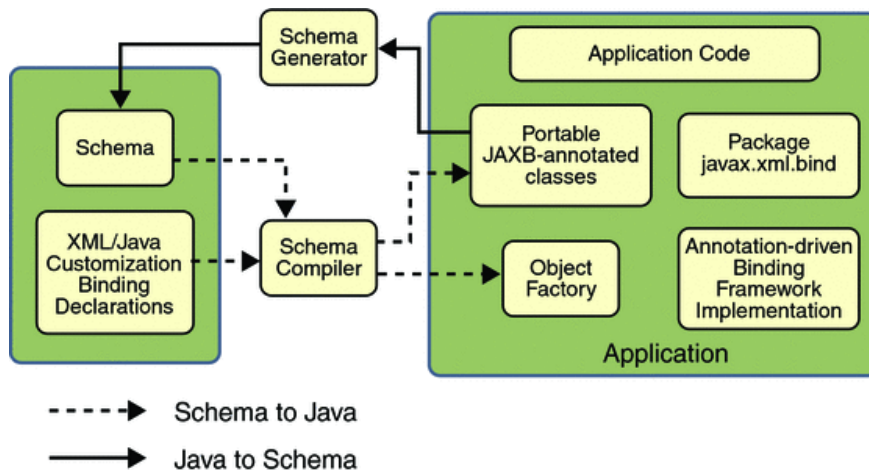 Schema
Generator
Application Code
Schema
Portable
JAXB-annotated
classes
Package
javax.xml.bind
XML/Java
Customization
Binding
Declarations
Schema
Compiler
Object
Factory
Annotation-driven
Binding
Framework
Implementation
Application
Schema to Java
Java to Schema